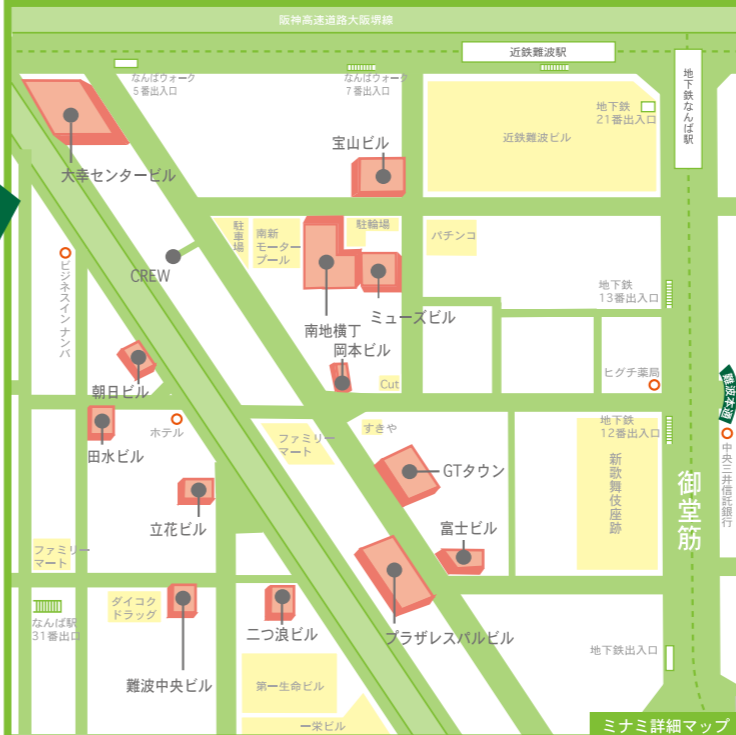 阪神高速道路大阪堺線
近鉄難波駅
地下鉄なんば駅
なんばウォーク
5番出入口
なんばウォーク
7番出入口
地下鉄
21番出入口
近鉄難波ビル
宝山ビル
大幸センタービル
駐車場
南新
モーター
プール
駐輪場
パチンコ
CREW
ビジネスインナンバ
地下鉄
13番出入口
南地横丁
ミューズビル
岡本ビル
Cut
ヒグチ薬局
難波本通
朝日ビル
田水ビル
ホテル
ファミリー
マート
すきや
地下鉄
12番出入口
新歌舞伎座跡
御堂筋
中央三井信託銀行
GTタウン
立花ビル
富士ビル
ファミリー
マート
ダイコク
ドラッグ
なんば駅
31番出口
二つ浪ビル
プラザレスパルビル
地下鉄出入口
難波中央ビル
第一生命ビル
一栄ビル
ミナミ詳細マップ